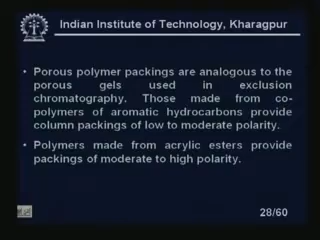 Indian Institute of Technology, Kharagpur
• Porous polymer packings are analogous to the
porous gels used in exclusion
chromatography. Those made from co-
polymers of aromatic hydrocarbons provide
column packings of low to moderate polarity.
• Polymers made from acrylic esters provide
packings of moderate to high polarity.
28/60